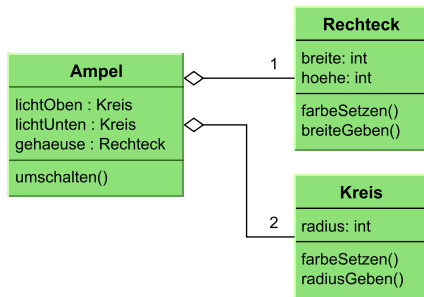 Ampel
lichtOben : Kreis
lichtUnten : Kreis
gehaeuse : Rechteck
umschalten()
1
2
Rechteck
breite: int
hoehe: int
farbeSetzen()
breiteGeben()
Kreis
radius: int
farbeSetzen()
radiusGeben()